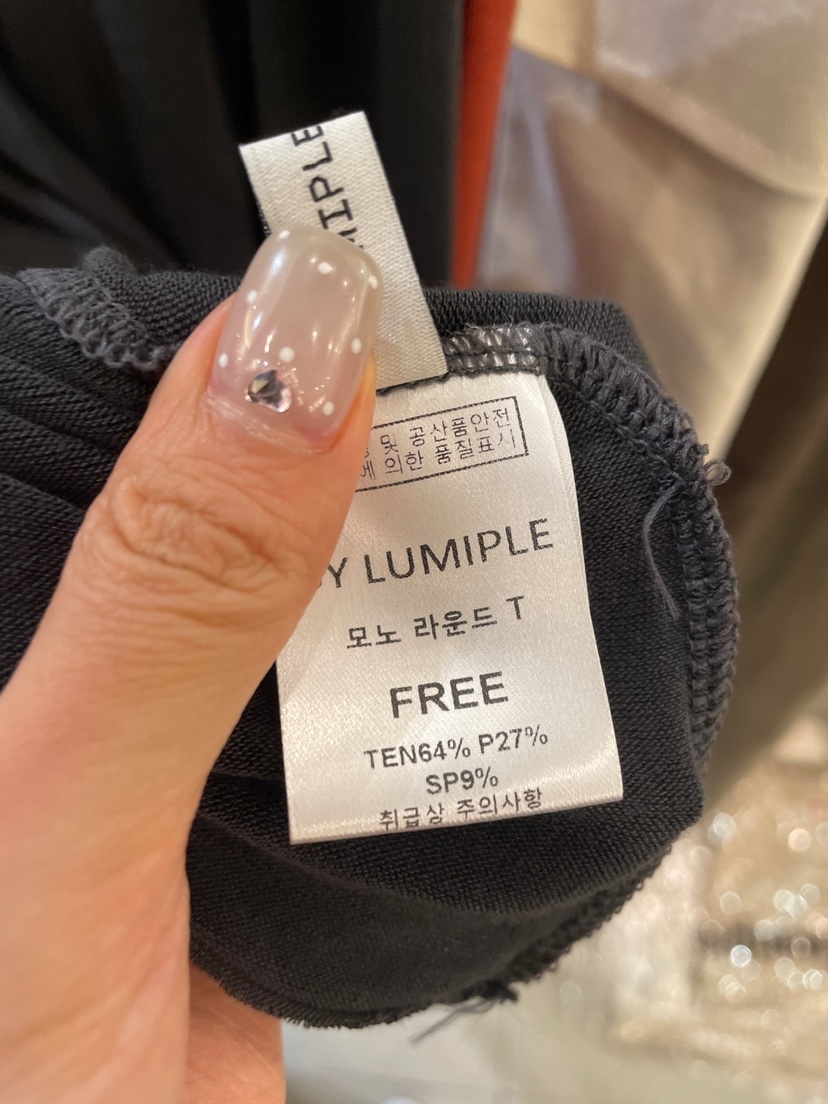 MIPLE
및 공산품안전
에 의한 품질표시
Y LUMIPLE
모노 라운드 T
FREE
TEN64% P27%
SP9%
취급상 주의사항